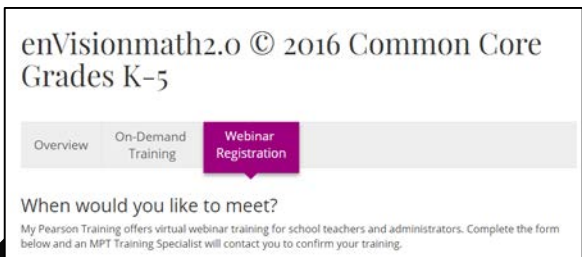 enVisionmath2.0 © 2016 Common Core
Grades K-5
Overview
On-Demand
Training
Webinar
Registration
When would you like to meet?
My Pearson Training offers virtual webinar training for school teachers and administrators. Complete the form
below and an MPT Training Specialist will contact you to confirm your training.